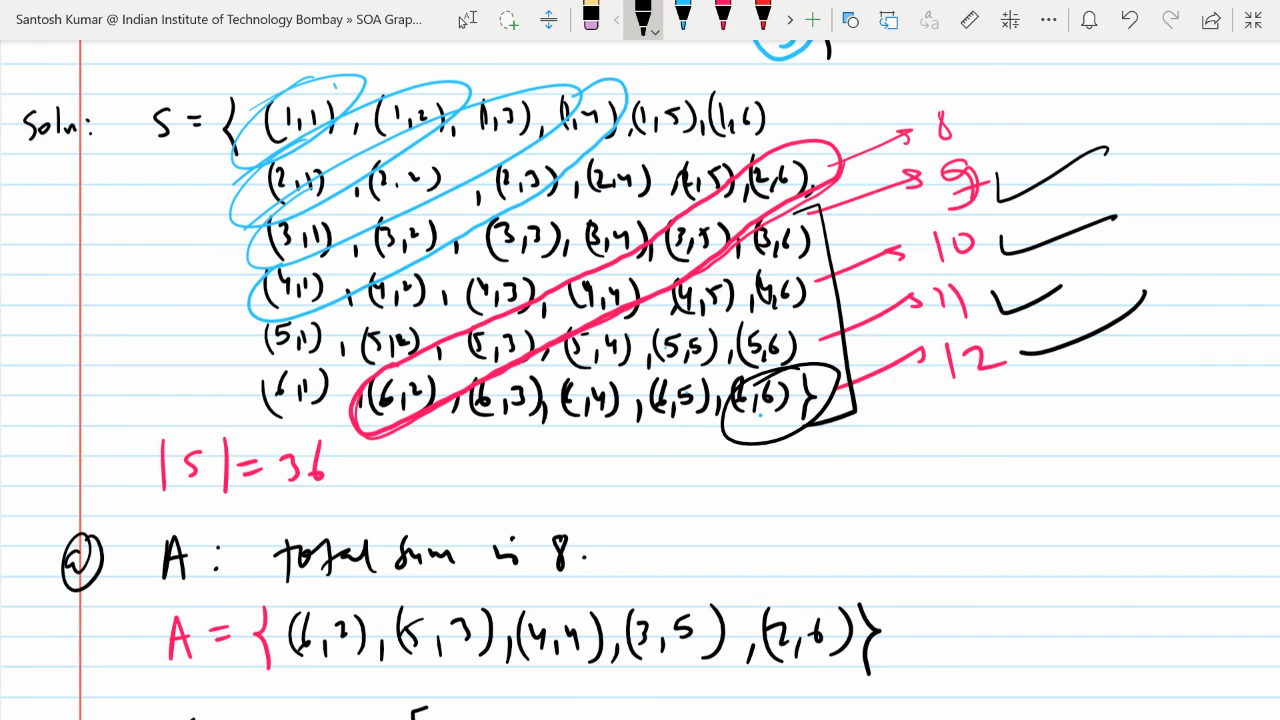 Santosh Kumar @ Indian Institute of Technology Bombay » SOA Grap...
Soln: S = { (1,1), (1,2), (1,3), (1,4), (1,5), (1,6)
(2,1), (2,2), (2,3), (2,4), (2,5), (2,6), 8
(3,1), (3,2), (3,3), (3,4), (3,5), (3,6) 9
(4,1), (4,2), (4,3), (4,4) (4,5), (4,6) 10
(5,1), (5,2), (5,3), (5,4), (5,5), (5,6) 11
(6,1), (6,2), (6,3), (6,4), (6,5), (6,6) } 12
|S| = 36
a A : total sum is 8.
A = { (6,2), (5,3), (4,4), (3,5), (2,6) }
5